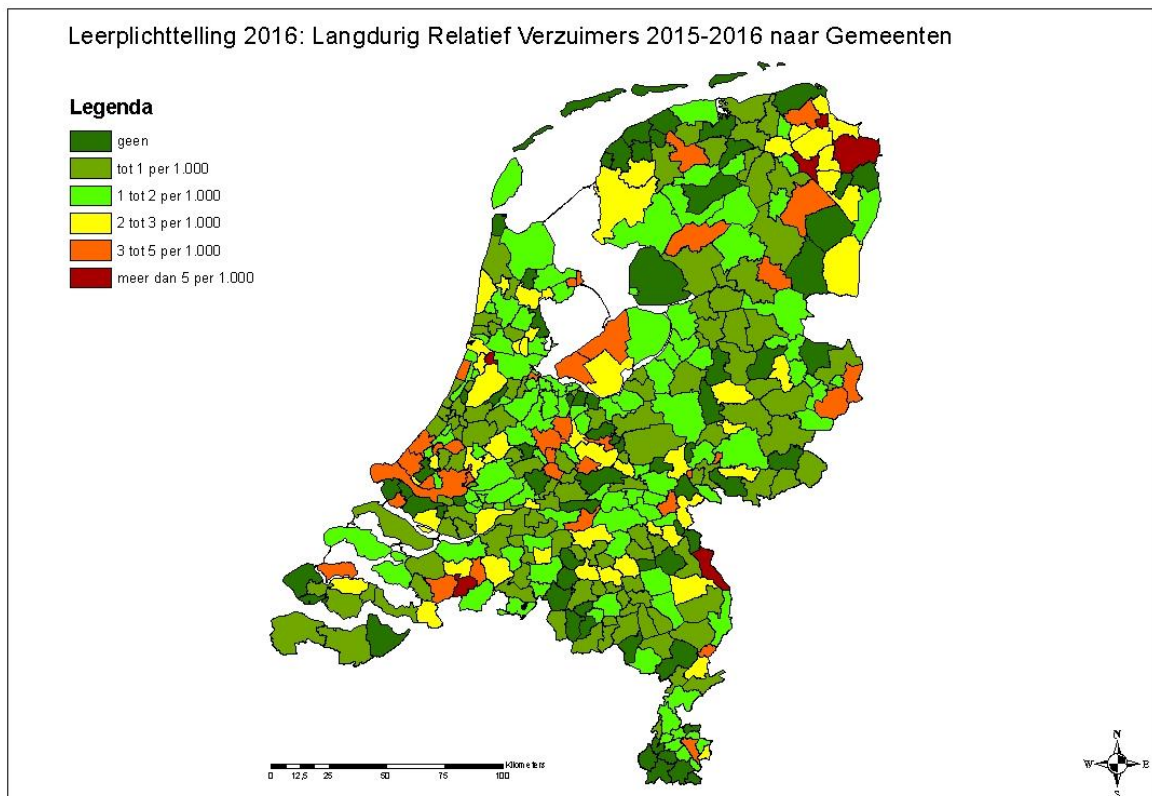 Leerplichttelling 2016: Langdurig Relatief Verzuimers 2015-2016 naar Gemeenten
Legenda
geen
tot 1 per 1.000
1 tot 2 per 1.000
2 tot 3 per 1.000
3 tot 5 per 1.000
meer dan 5 per 1.000
Kilometers
0 12,5 25 50 75 100
N
W E
S